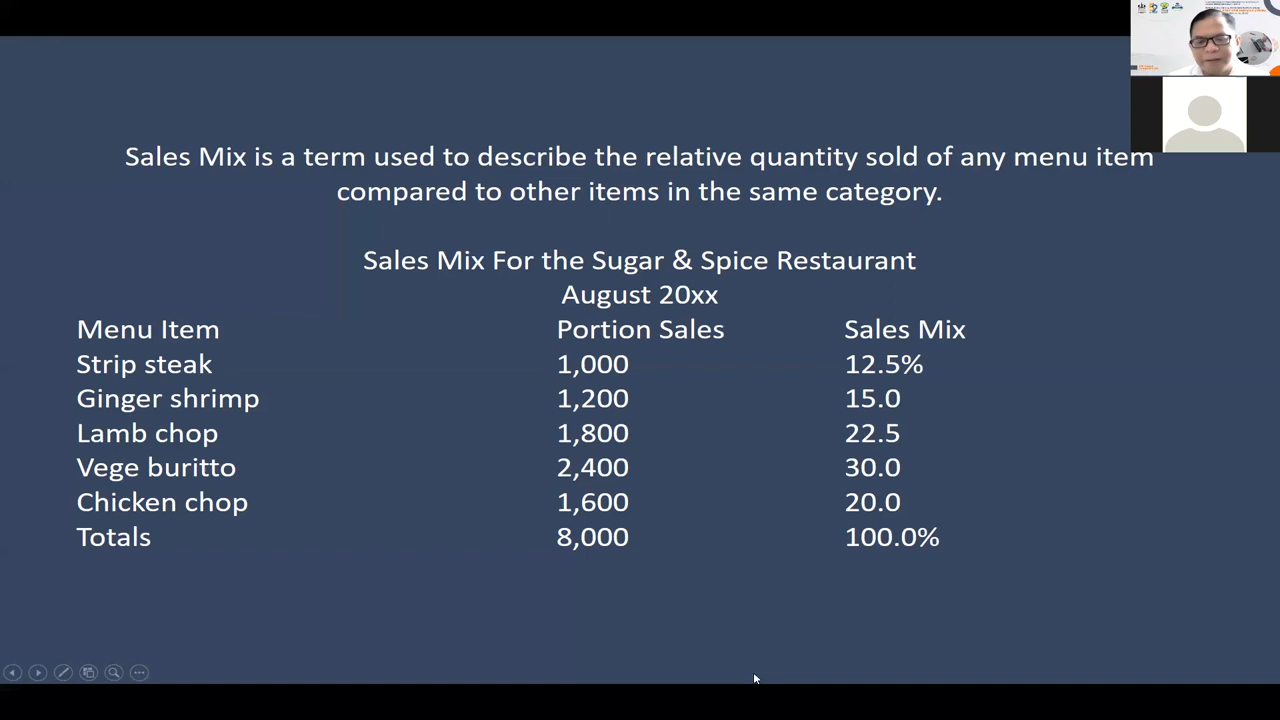 Sales Mix is a term used to describe the relative quantity sold of any menu item
compared to other items in the same category.
Sales Mix For the Sugar & Spice Restaurant
August 20xx
Menu Item Portion Sales Sales Mix
Strip steak 1,000 12.5%
Ginger shrimp 1,200 15.0
Lamb chop 1,800 22.5
Vege buritto 2,400 30.0
Chicken chop 1,600 20.0
Totals 8,000 100.0%